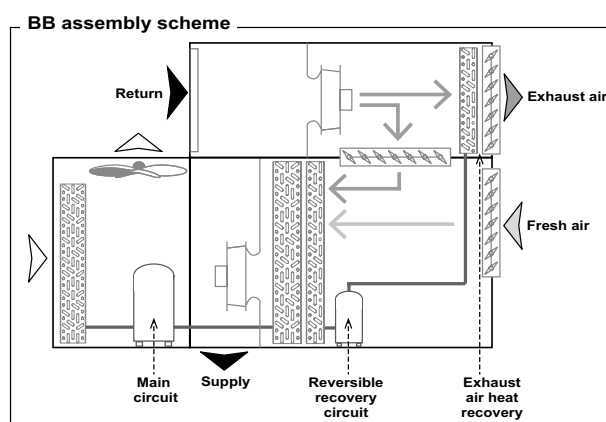 BB assembly scheme
Return
Exhaust air
Fresh air
Main
circuit
Supply
Reversible
recovery
circuit
Exhaust
air heat
recovery